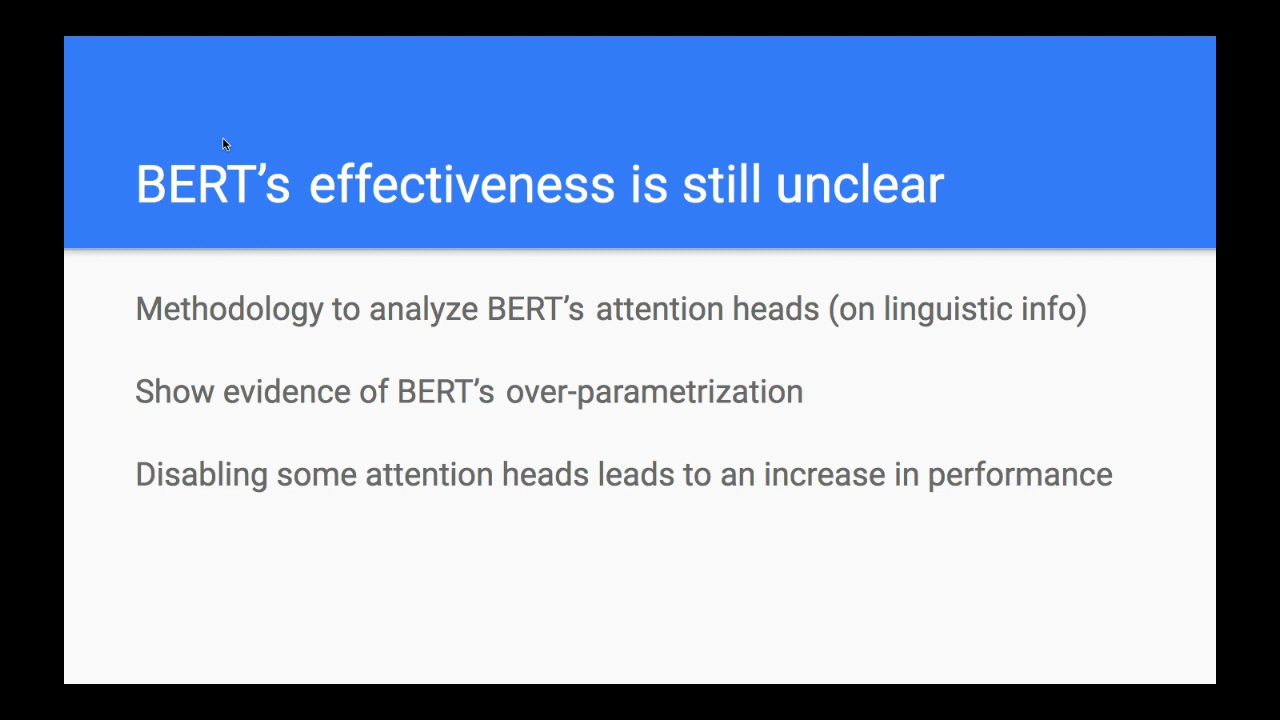 BERT’s effectiveness is still unclear
Methodology to analyze BERT’s attention heads (on linguistic info)
Show evidence of BERT’s over-parametrization
Disabling some attention heads leads to an increase in performance